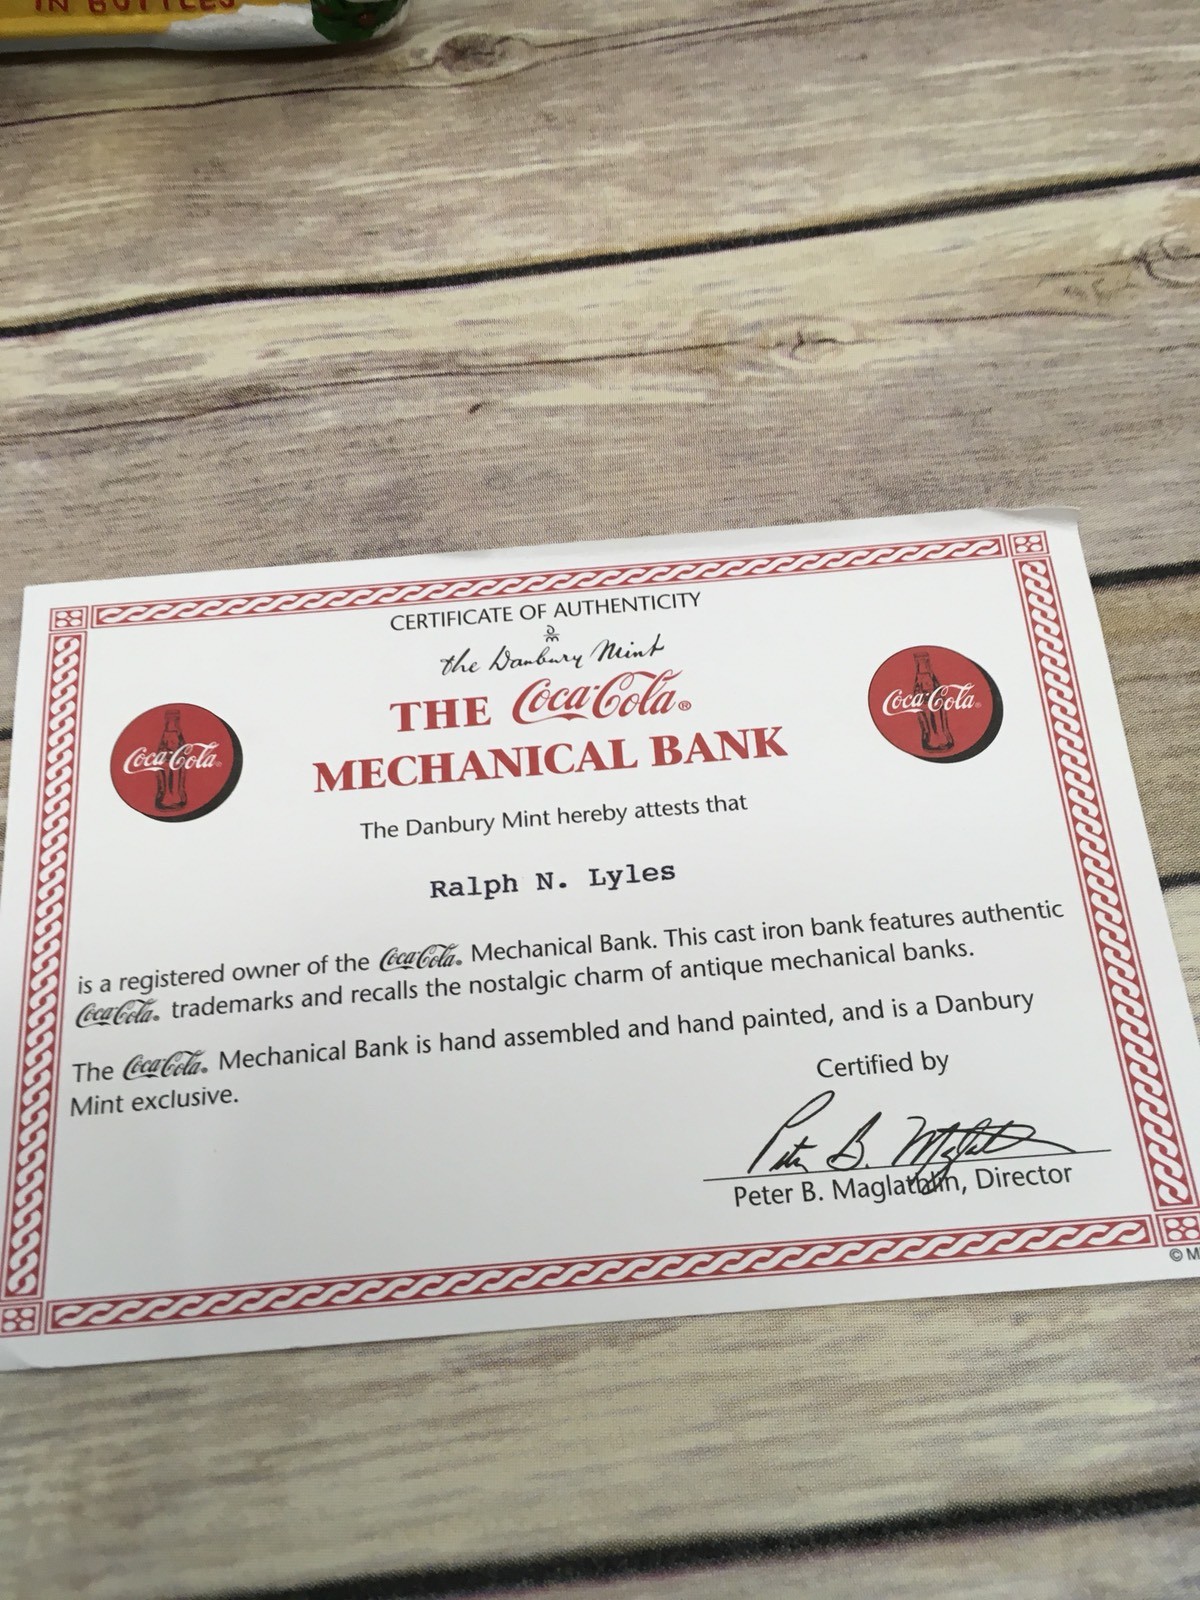 IN BOTTLES
CERTIFICATE OF AUTHENTICITY
the Danbury Mint
THE Coca-Cola®
MECHANICAL BANK
Coca-Cola
Coca-Cola
The Danbury Mint hereby attests that
Ralph N. Lyles
is a registered owner of the Coca-Cola® Mechanical Bank. This cast iron bank features authentic
Coca-Cola® trademarks and recalls the nostalgic charm of antique mechanical banks.
The Coca-Cola® Mechanical Bank is hand assembled and hand painted, and is a Danbury
Mint exclusive.
Certified by
Peter B. Maglathlin
Peter B. Maglathlin, Director
© M